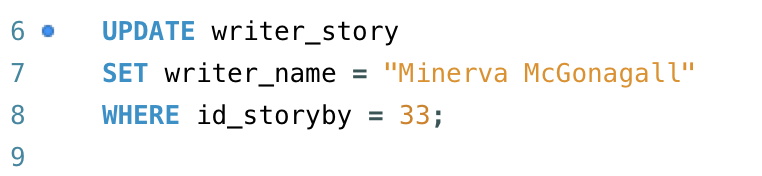 6 UPDATE writer_story
7 SET writer_name = "Minerva McGonagall"
8 WHERE id_storyby = 33;
9